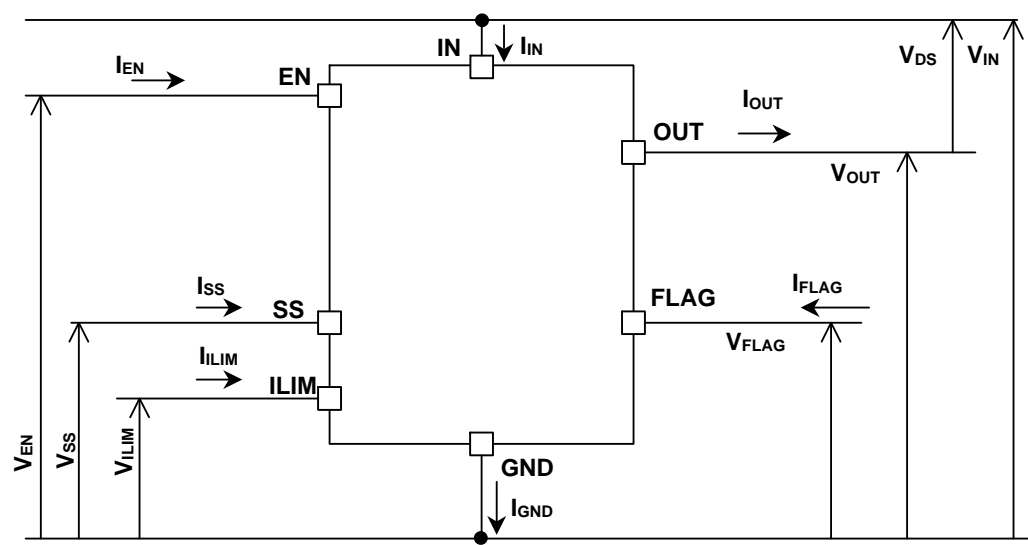 IN
IIN
IEN
EN
VDS
VIN
IOUT
OUT
VOUT
ISS
SS
FLAG
IFLAG
VFLAG
IILIM
ILIM
VEN
VSS
VILIM
GND
IGND